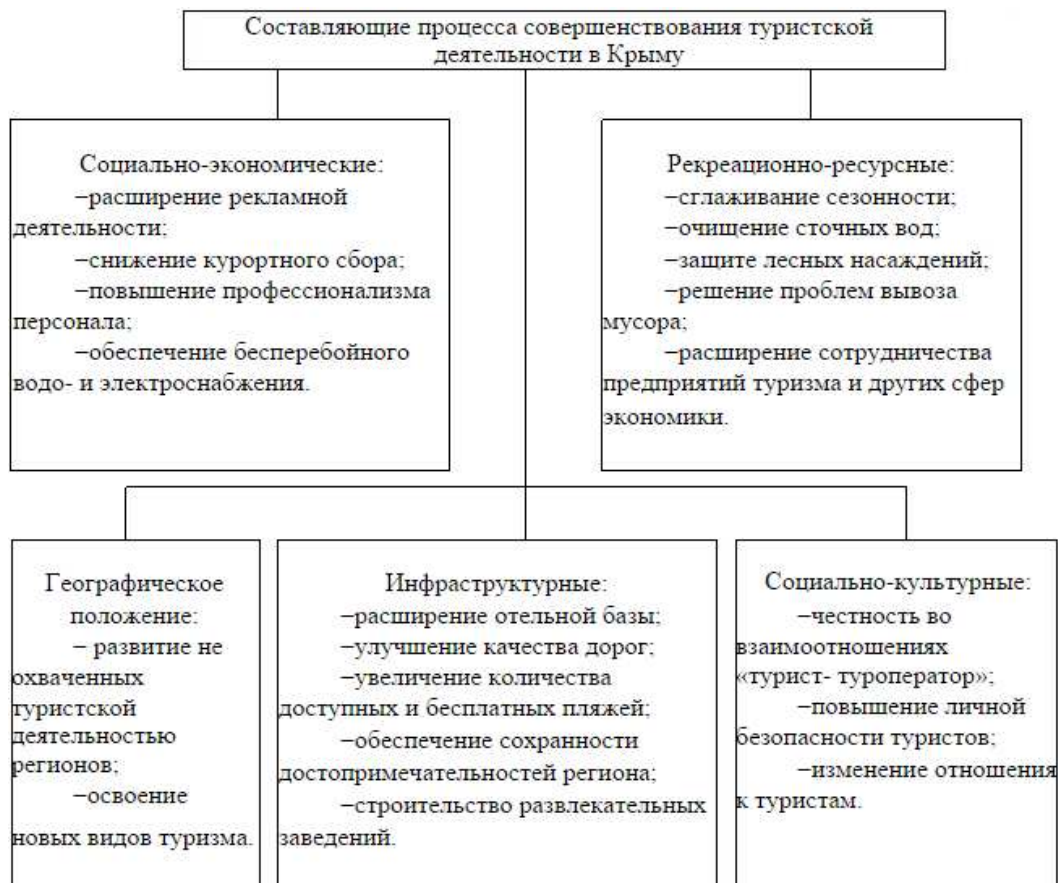 Составляющие процесса совершенствования туристской
деятельности в Крыму
Социально-экономические:
–расширение рекламной
деятельности;
–снижение курортного сбора;
–повышение профессионализма
персонала;
–обеспечение бесперебойного
водо- и электроснабжения.
Рекреационно-ресурсные:
–сглаживание сезонности;
–очищение сточных вод;
–защите лесных насаждений;
–решение проблем вывоза
мусора;
–расширение сотрудничества
предприятий туризма и других сфер
экономики.
Географическое
положение:
– развитие не
охваченных
туристской
деятельностью
регионов;
–освоение
новых видов туризма.
Инфраструктурные:
–расширение отельной базы;
–улучшение качества дорог;
–увеличение количества
доступных и бесплатных пляжей;
–обеспечение сохранности
достопримечательностей региона;
–строительство развлекательных
заведений.
Социально-культурные:
–честность во
взаимоотношениях
«турист- туроператор»;
–повышение личной
безопасности туристов;
–изменение отношения
к туристам.